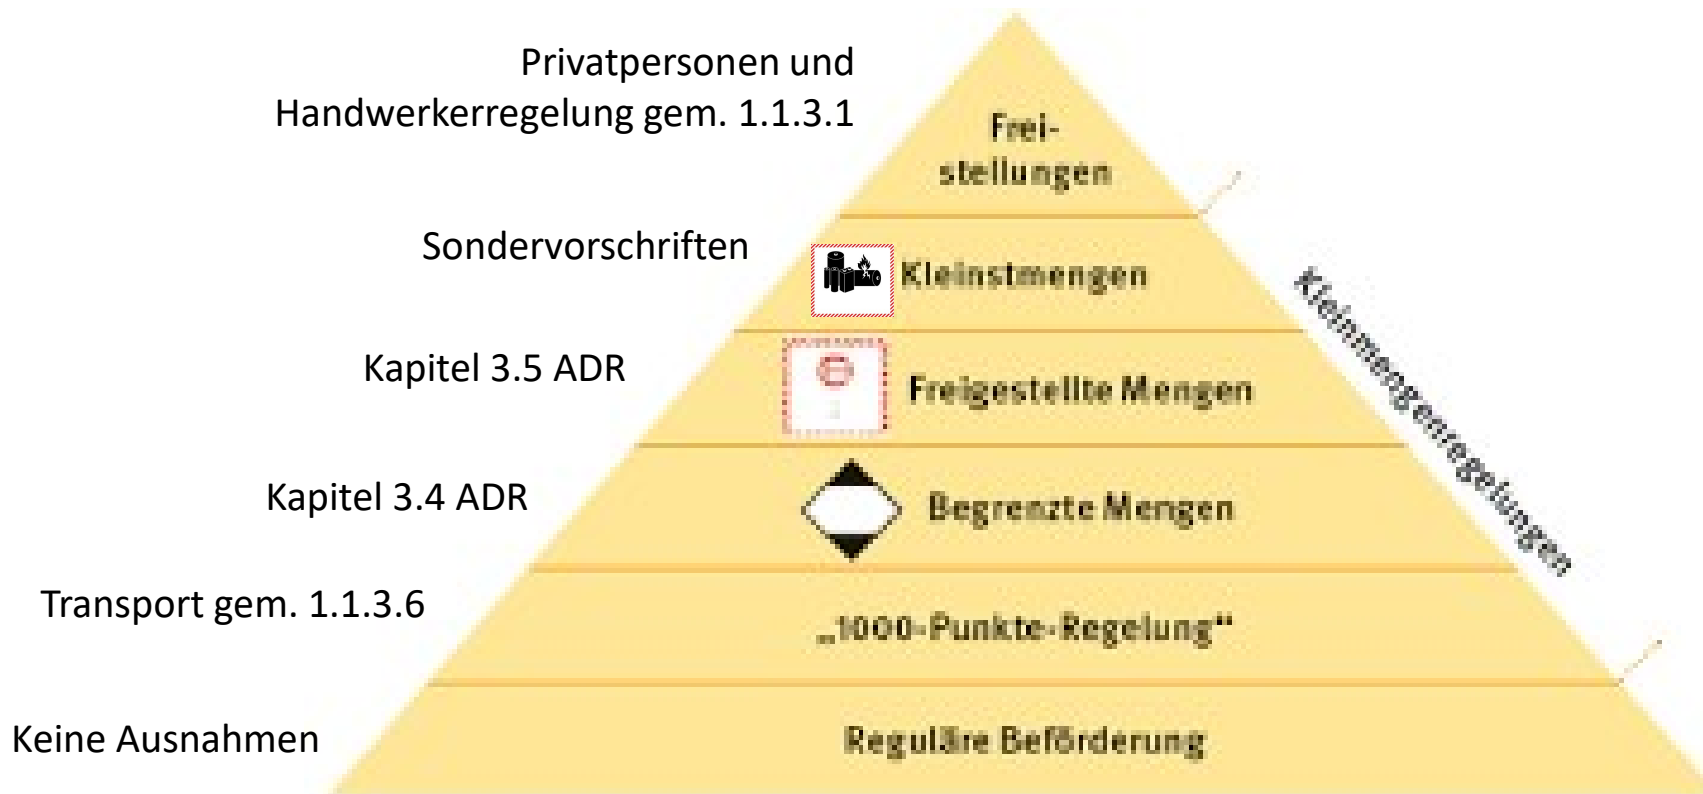 Privatpersonen und
Handwerkerregelung gem. 1.1.3.1
Frei-
stellungen
Sondervorschriften
Kleinstmengen
Kapitel 3.5 ADR
Freigestellte Mengen
Kapitel 3.4 ADR
Begrenzte Mengen
Transport gem. 1.1.3.6
„1000-Punkte-Regelung“
Keine Ausnahmen
Reguläre Beförderung
Kleinmengenregelungen